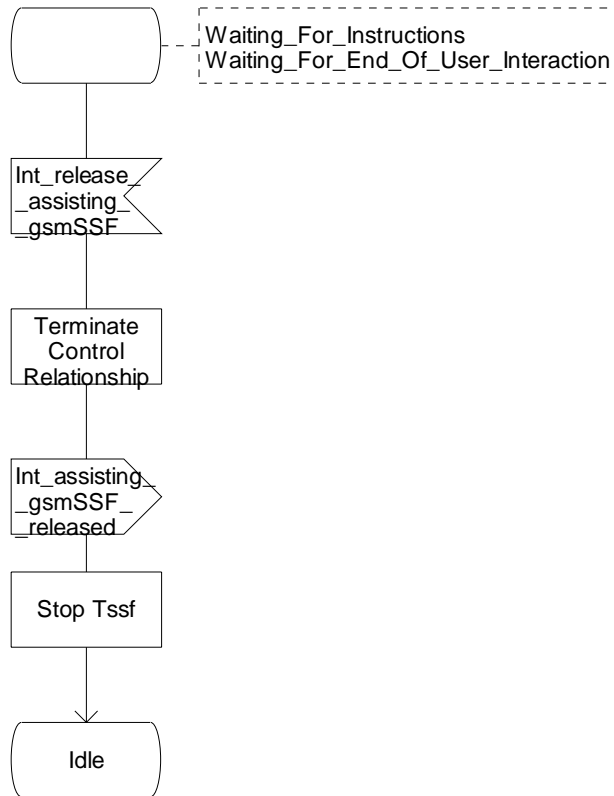 Waiting_For_Instructions
Waiting_For_End_Of_User_Interaction
Int_release_
_assisting_
_gsmSSF
Terminate
Control
Relationship
Int_assisting_
_gsmSSF_
_released
Stop Tssf
Idle